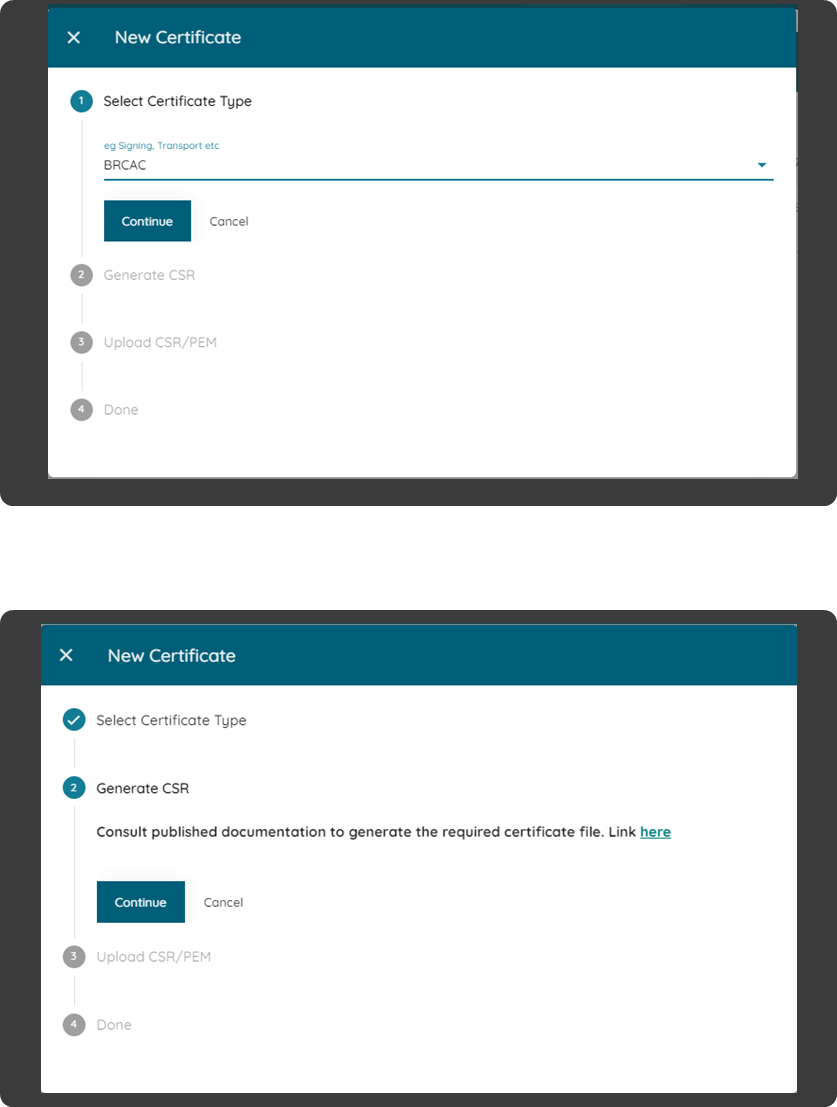 New Certificate
1 Select Certificate Type
eg Signing, Transport etc
BRCAC
Continue Cancel
2 Generate CSR
3 Upload CSR/PEM
4 Done
New Certificate
Select Certificate Type
2 Generate CSR
Consult published documentation to generate the required certificate file. Link here
Continue Cancel
3 Upload CSR/PEM
4 Done